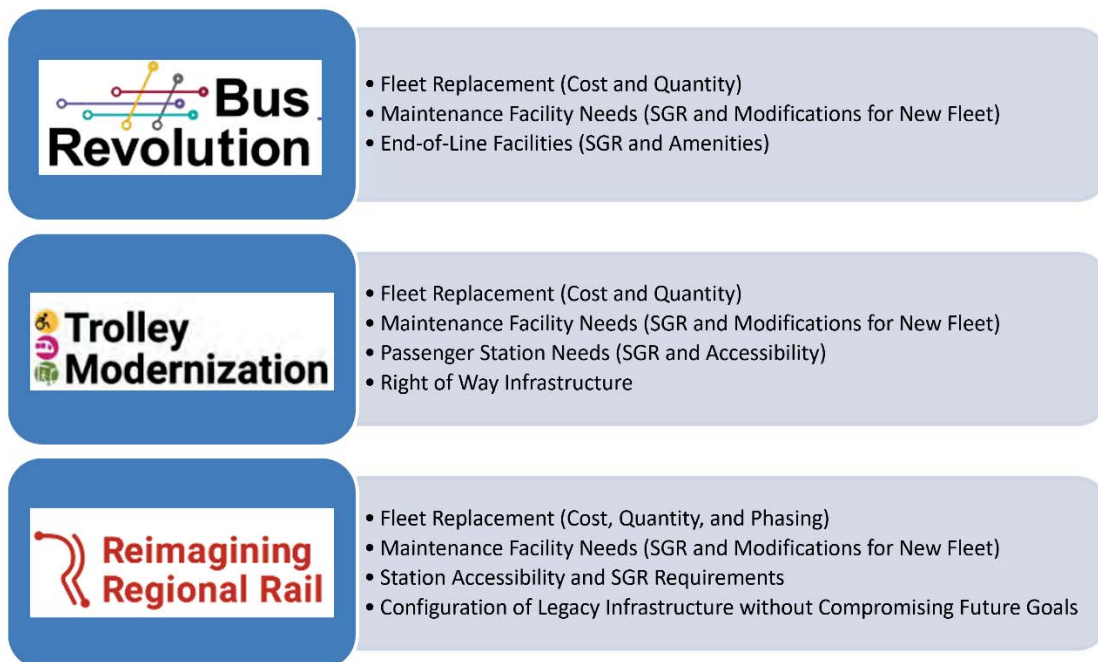 Bus
Revolution
• Fleet Replacement (Cost and Quantity)
• Maintenance Facility Needs (SGR and Modifications for New Fleet)
• End-of-Line Facilities (SGR and Amenities)
Trolley
Modernization
• Fleet Replacement (Cost and Quantity)
• Maintenance Facility Needs (SGR and Modifications for New Fleet)
• Passenger Station Needs (SGR and Accessibility)
• Right of Way Infrastructure
Reimagining
Regional Rail
• Fleet Replacement (Cost, Quantity, and Phasing)
• Maintenance Facility Needs (SGR and Modifications for New Fleet)
• Station Accessibility and SGR Requirements
• Configuration of Legacy Infrastructure without Compromising Future Goals